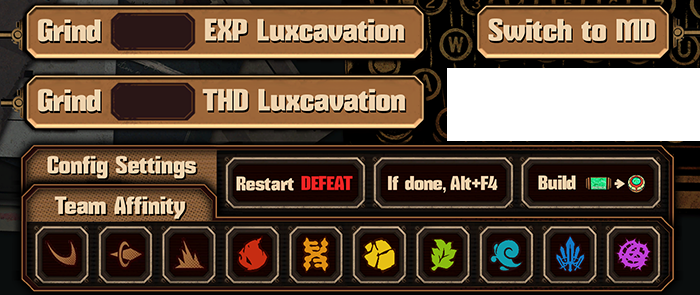 Grind EXP Luxcavation
Switch to MD
Grind THD Luxcavation
W
A
Config Settings
Restart DEFEAT
If done, Alt+F4
Build
Team Affinity